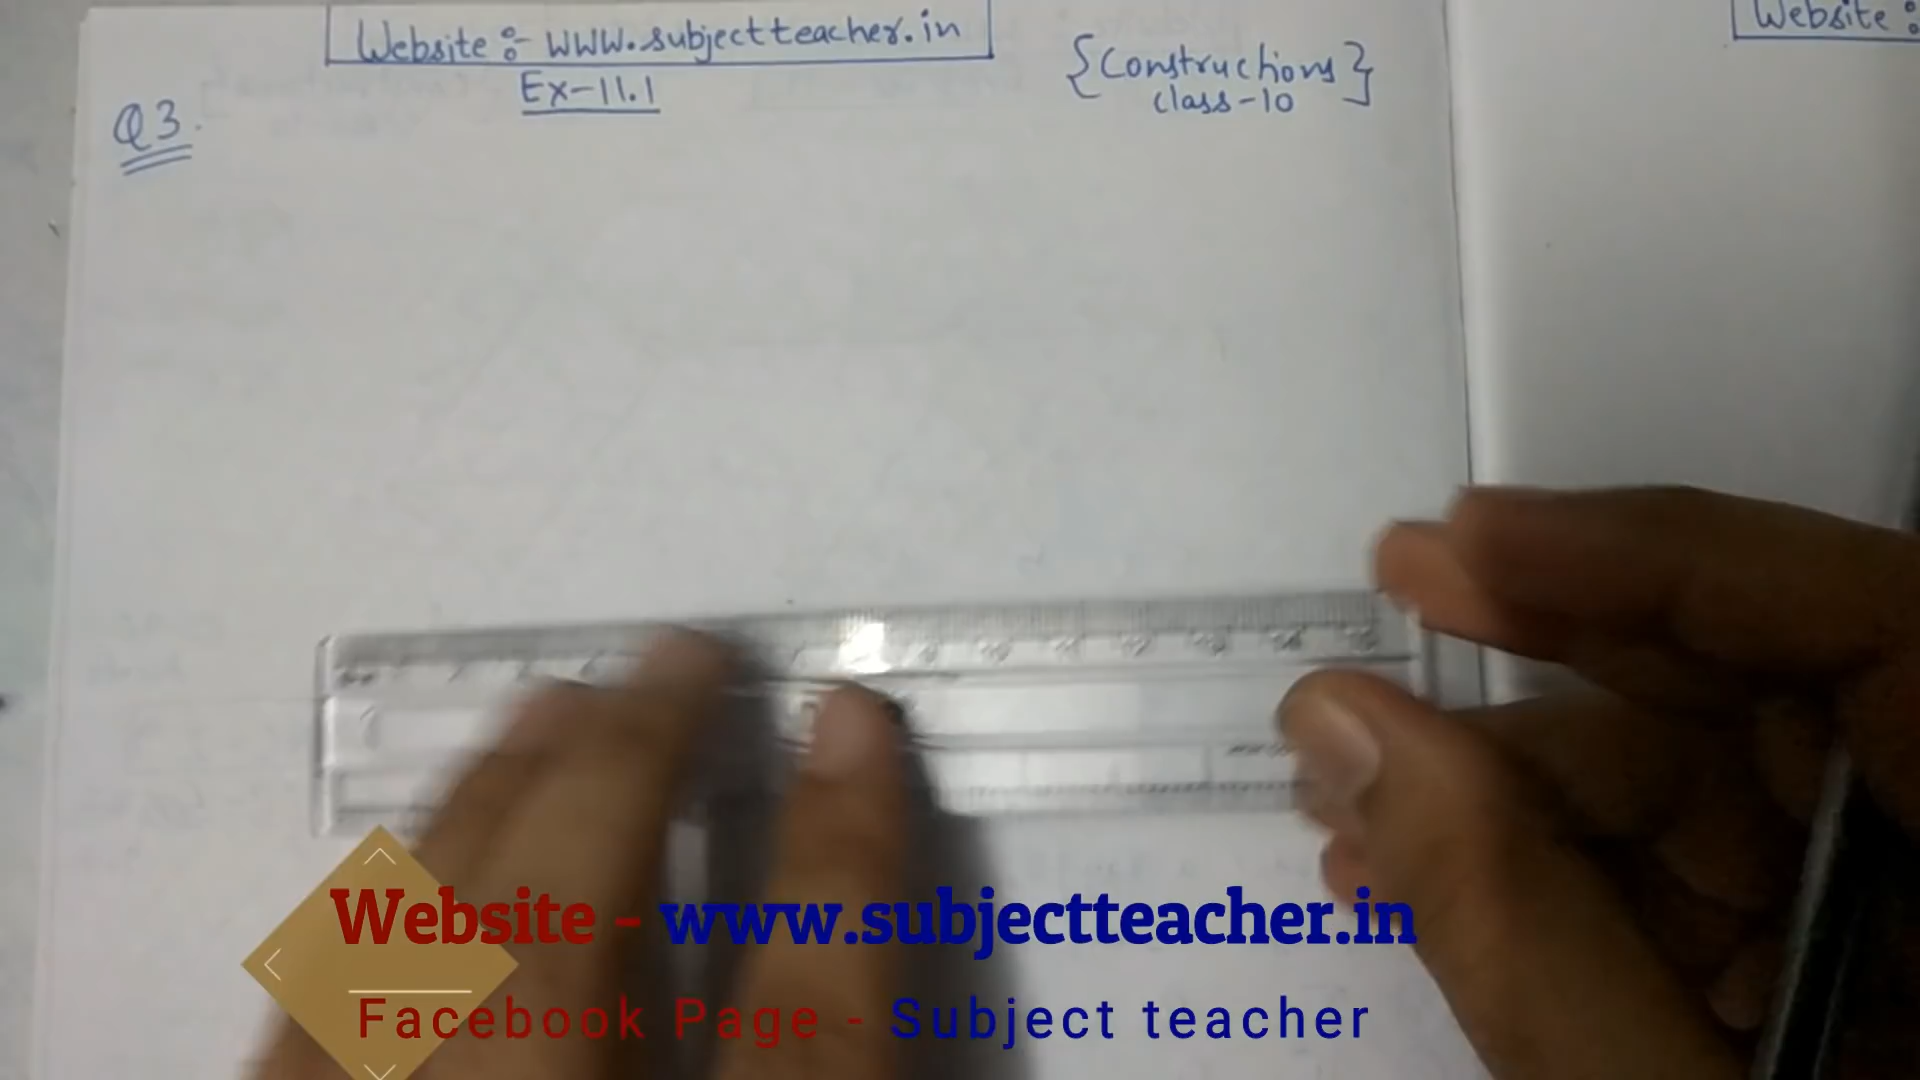 Website :- www.subjectteacher.in
Website :
Ex-11.1
{Constructions}
class-10
Q3.
Website - www.subjectteacher.in
Facebook Page - Subject teacher